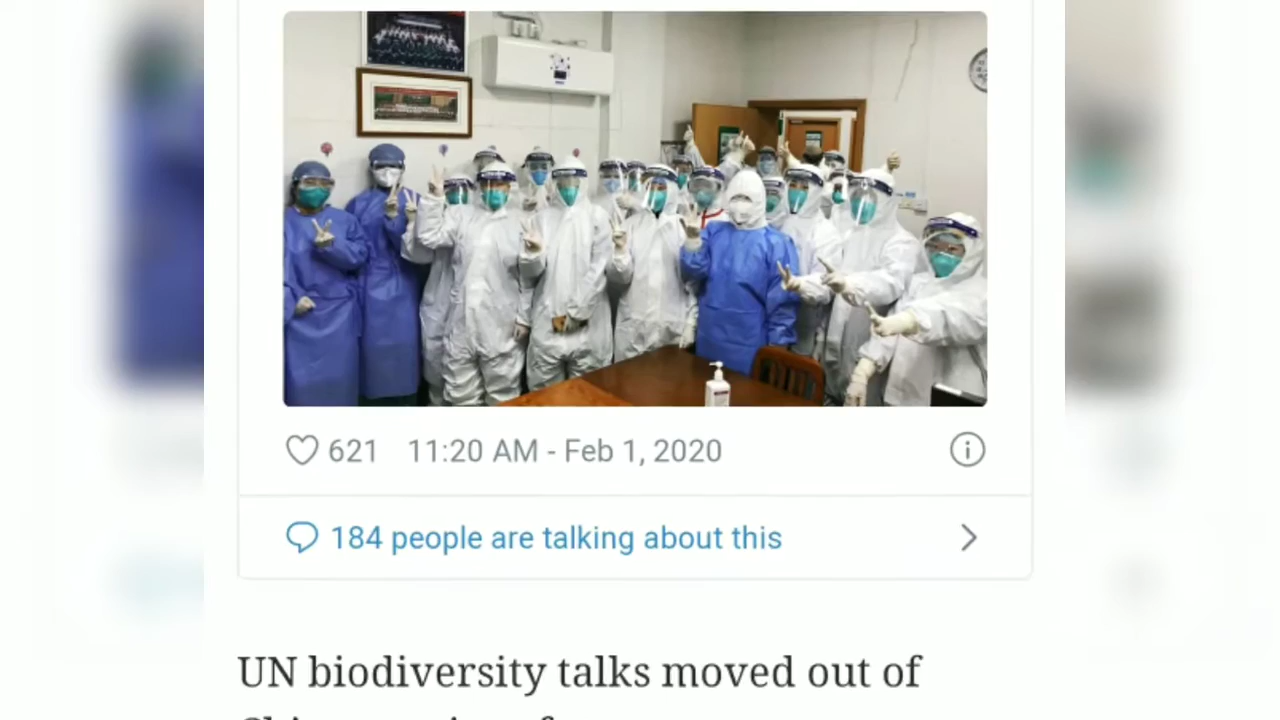 621 11:20 AM - Feb 1, 2020
184 people are talking about this
UN biodiversity talks moved out of